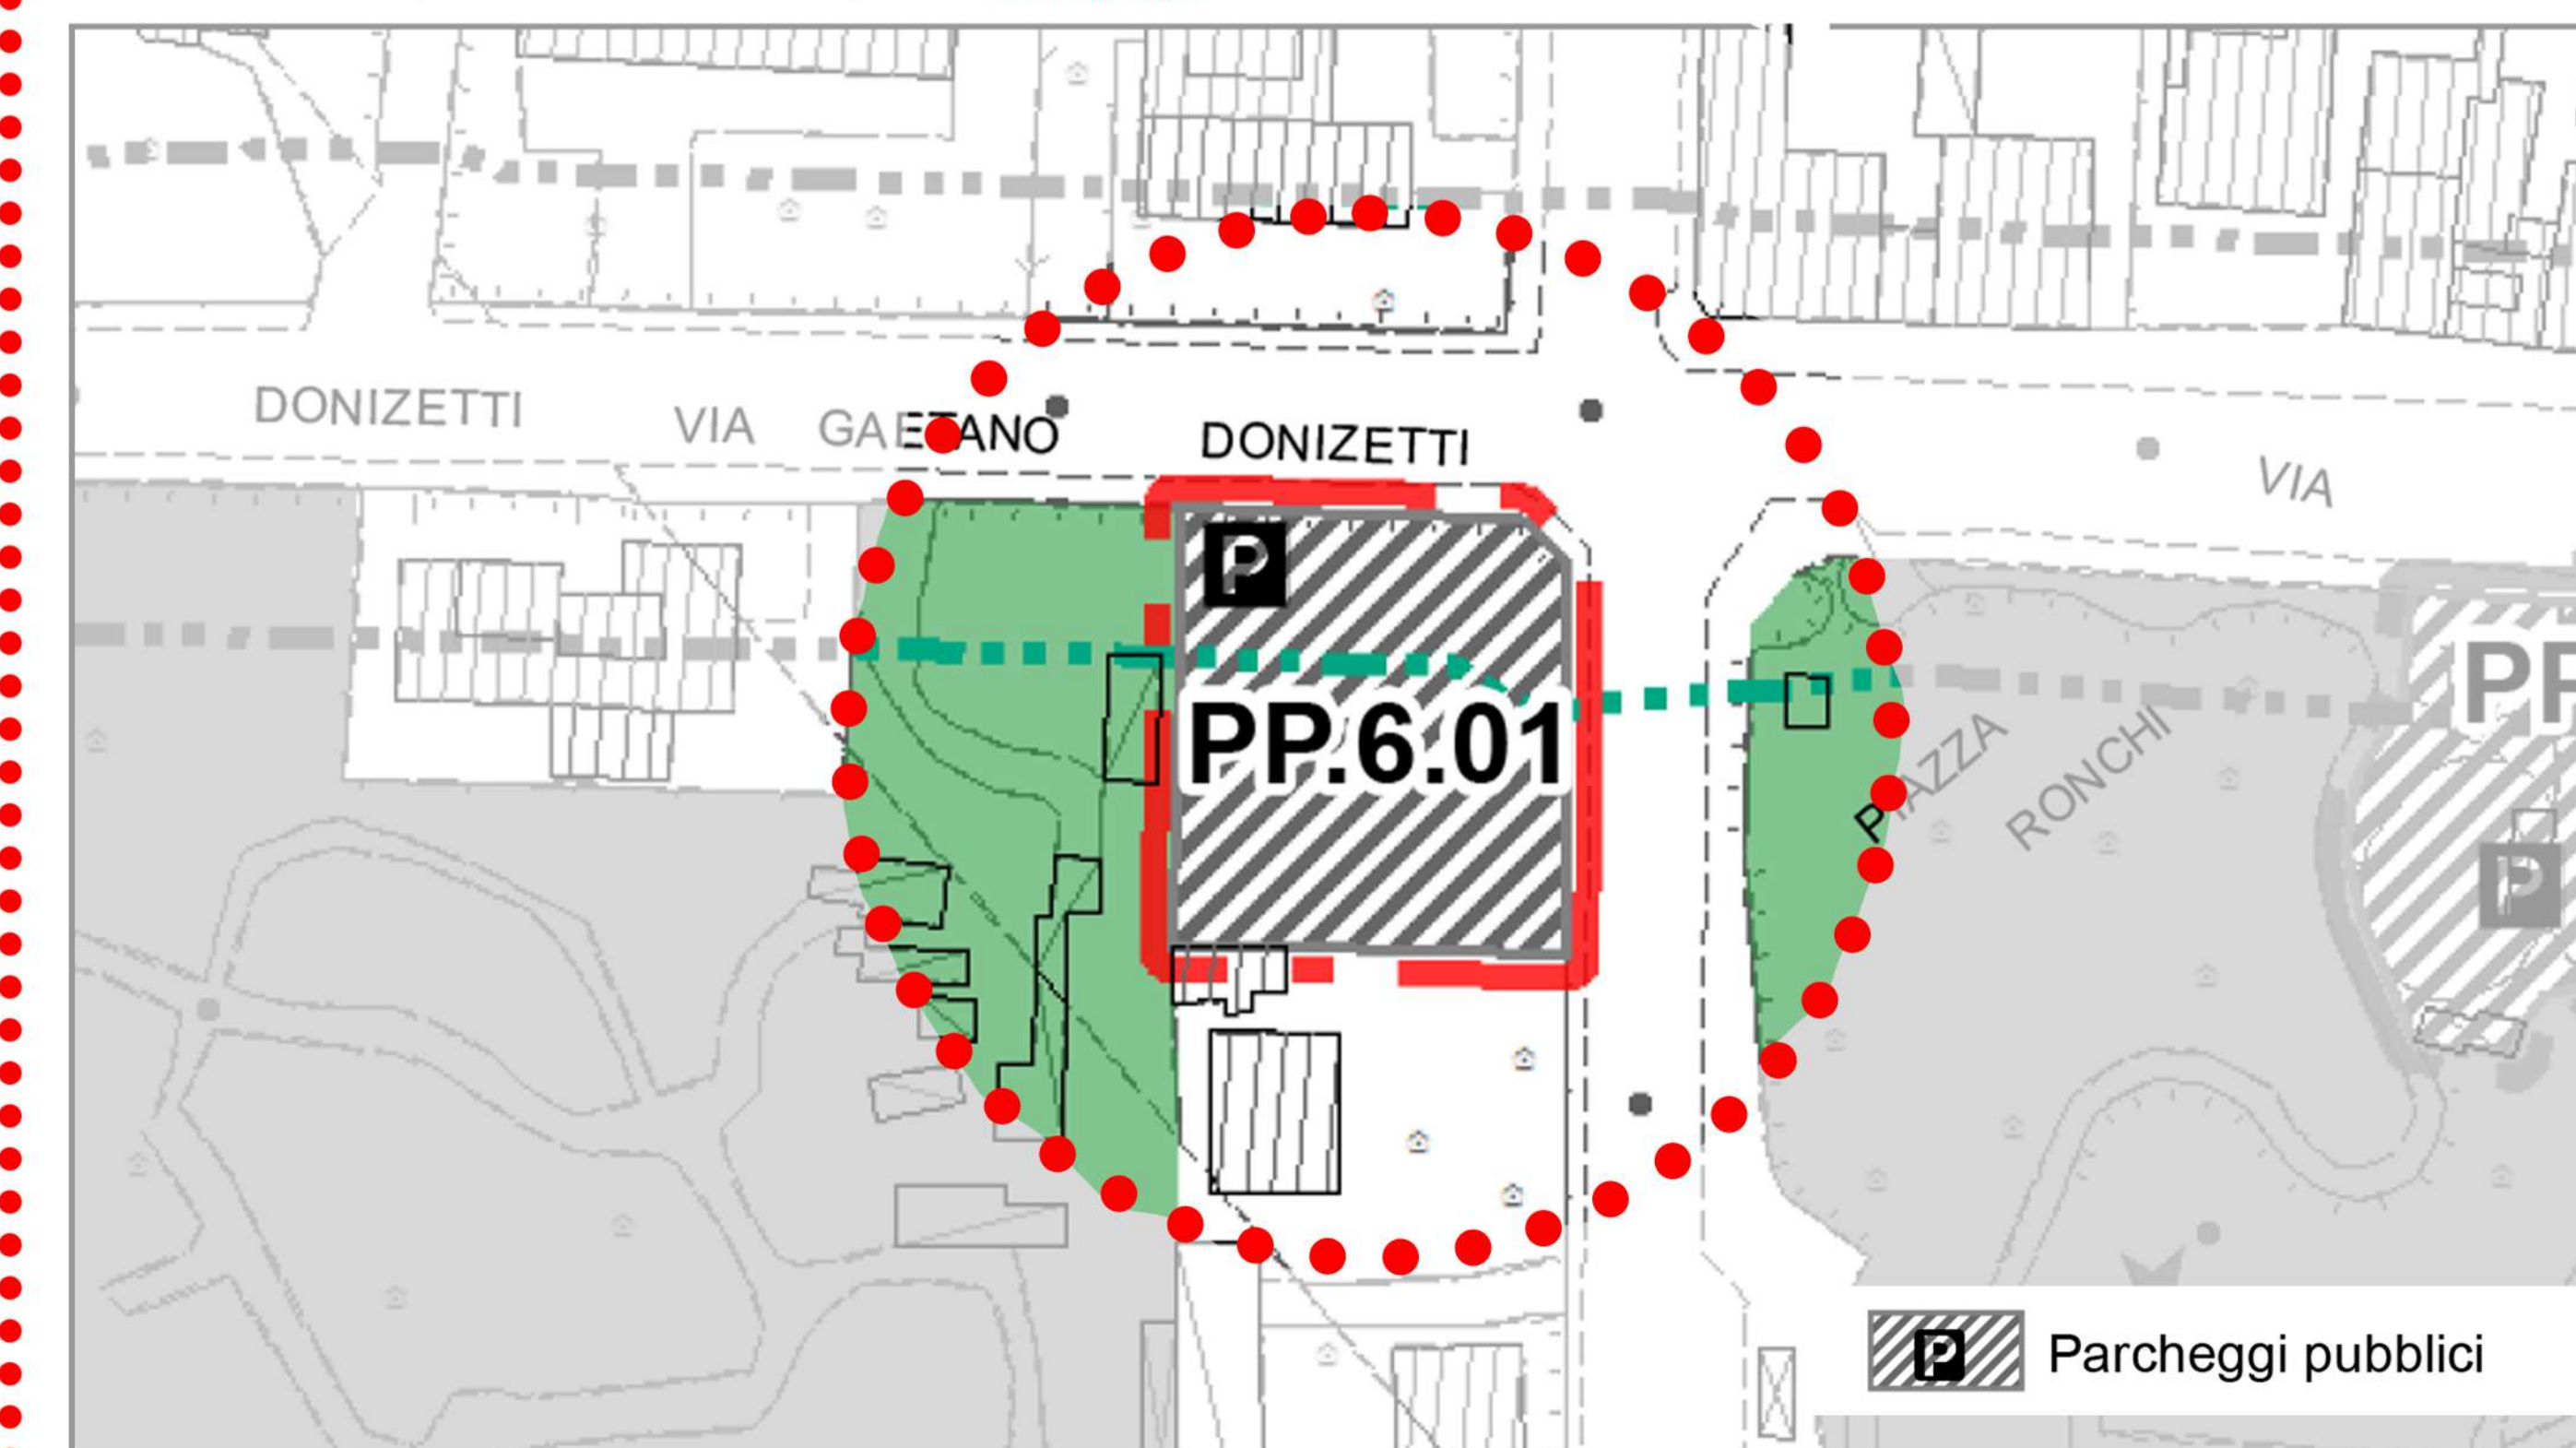 DONIZETTI VIA GAETANO DONIZETTI
VIA
P
PP.6.01
PP
PIAZZA
RONCHI
P
P Parcheggi pubblici